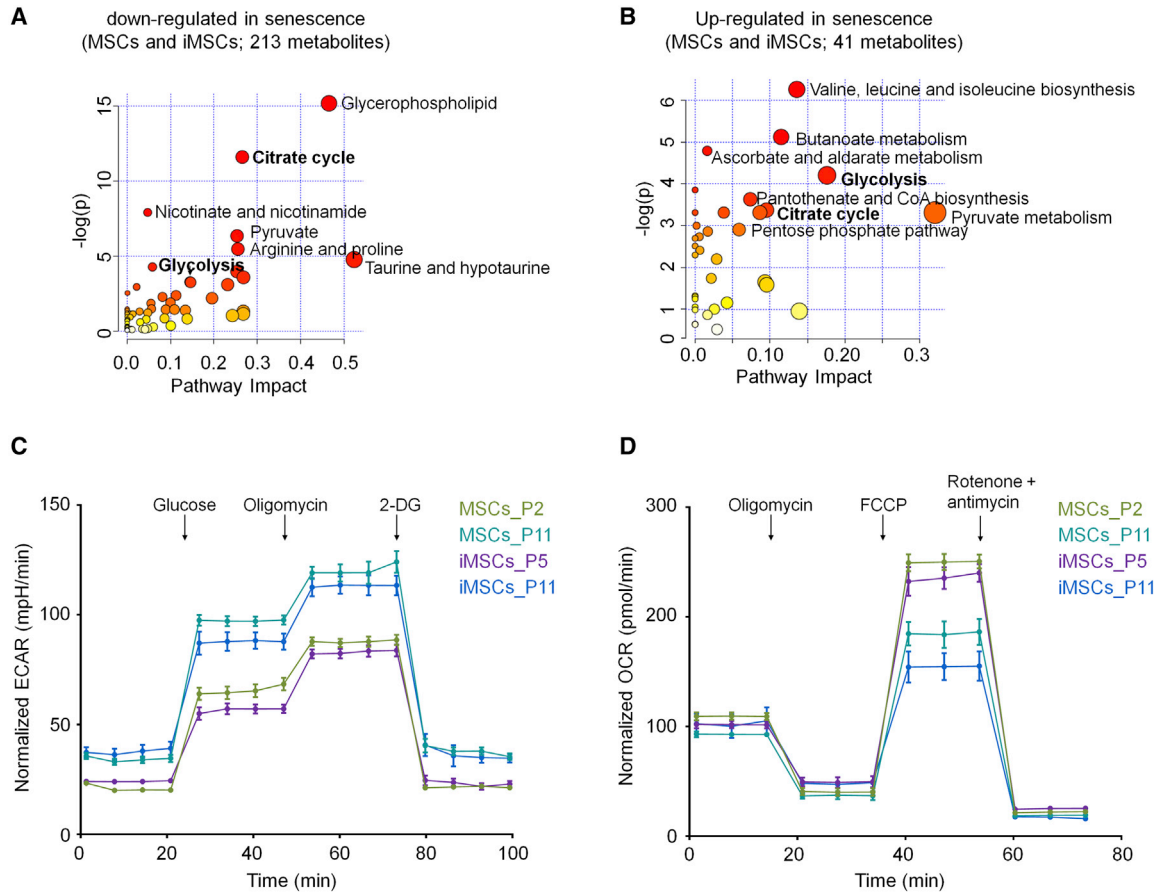 A
down-regulated in senescence
(MSCs and iMSCs; 213 metabolites)
15
10
5
0
-log(p)
Glycerophospholipid
Citrate cycle
Nicotinate and nicotinamide
Pyruvate
Arginine and proline
Glycolysis
Taurine and hypotaurine
0.0 0.1 0.2 0.3 0.4 0.5
Pathway Impact
B
Up-regulated in senescence
(MSCs and iMSCs; 41 metabolites)
6
5
4
3
2
1
0
-log(p)
Valine, leucine and isoleucine biosynthesis
Butanoate metabolism
Ascorbate and aldarate metabolism
Glycolysis
Pantothenate and CoA biosynthesis
Citrate cycle
Pyruvate metabolism
Pentose phosphate pathway
0.0 0.10 0.20 0.3
Pathway Impact
C
150
100
50
0
Normalized ECAR (mpH/min)
Glucose Oligomycin 2-DG
MSCs_P2
MSCs_P11
iMSCs_P5
iMSCs_P11
0 20 40 60 80 100
Time (min)
D
300
200
100
0
Normalized OCR (pmol/min)
Oligomycin FCCP Rotenone +
antimycin
MSCs_P2
MSCs_P11
iMSCs_P5
iMSCs_P11
0 20 40 60 80
Time (min)